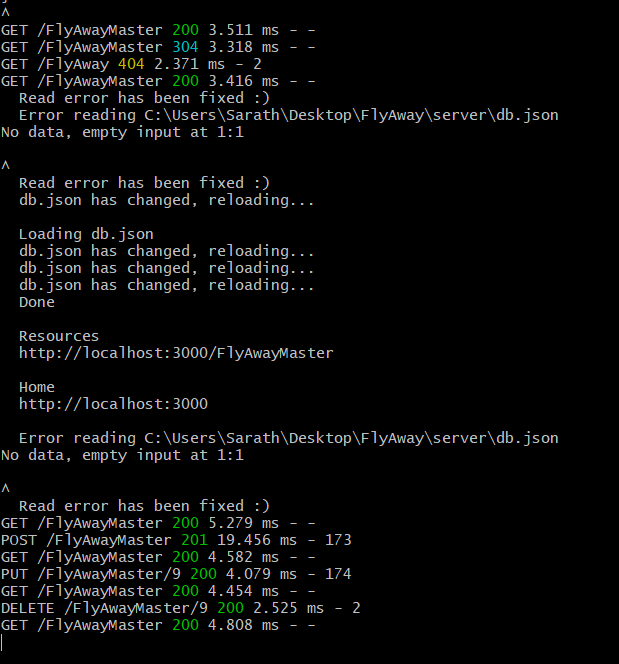 ^
GET /FlyAwayMaster 200 3.511 ms - -
GET /FlyAwayMaster 304 3.318 ms - -
GET /FlyAway 404 2.371 ms - 2
GET /FlyAwayMaster 200 3.416 ms - -
Read error has been fixed :)
Error reading C:\Users\Sarath\Desktop\FlyAway\server\db.json
No data, empty input at 1:1
^
Read error has been fixed :)
db.json has changed, reloading...
Loading db.json
db.json has changed, reloading...
db.json has changed, reloading...
db.json has changed, reloading...
Done
Resources
http://localhost:3000/FlyAwayMaster
Home
http://localhost:3000
Error reading C:\Users\Sarath\Desktop\FlyAway\server\db.json
No data, empty input at 1:1
^
Read error has been fixed :)
GET /FlyAwayMaster 200 5.279 ms - -
POST /FlyAwayMaster 201 19.456 ms - 173
GET /FlyAwayMaster 200 4.582 ms - -
PUT /FlyAwayMaster/9 200 4.079 ms - 174
GET /FlyAwayMaster 200 4.454 ms - -
DELETE /FlyAwayMaster/9 200 2.525 ms - 2
GET /FlyAwayMaster 200 4.808 ms - -